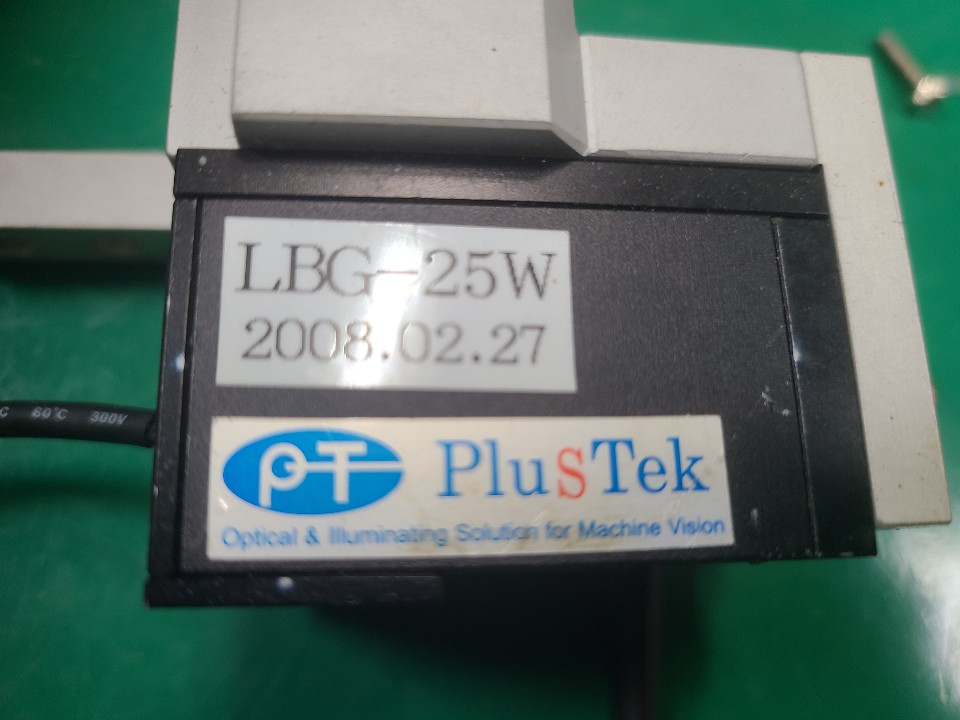 LBG-25W
2008.02.27
PT PlusTek
Optical & Illuminating Solution for Machine Vision
C 60°C 300V